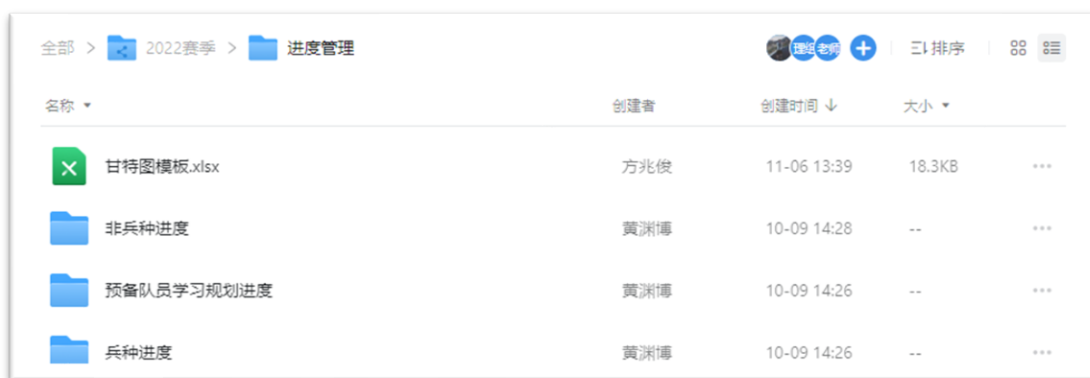 全部 > 2022赛季 > 进度管理 理组 老师 排序
名称 创建者 创建时间 大小
甘特图模板.xlsx 方兆俊 11-06 13:39 18.3KB
非兵种进度 黄渊博 10-09 14:28 --
预备队员学习规划进度 黄渊博 10-09 14:26 --
兵种进度 黄渊博 10-09 14:26 --